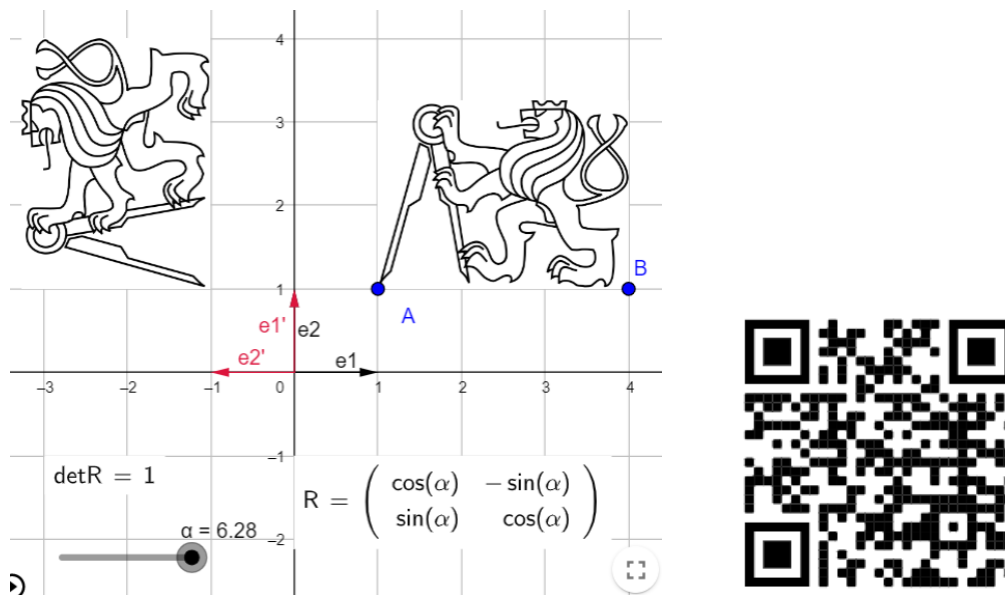 4
3
2
1
B
A
e1'
e2
e2'
e1
−3 −2 −1 0 1 2 3 4
−1
detR = 1
R = ( cos(α) − sin(α)
sin(α) cos(α) )
α = 6.28
−2